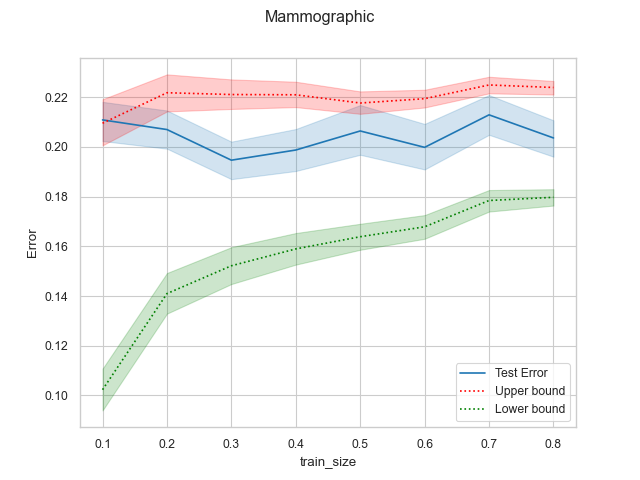 Mammographic
Error
0.22
0.20
0.18
0.16
0.14
0.12
0.10
Test Error
Upper bound
Lower bound
0.1 0.2 0.3 0.4 0.5 0.6 0.7 0.8
train_size